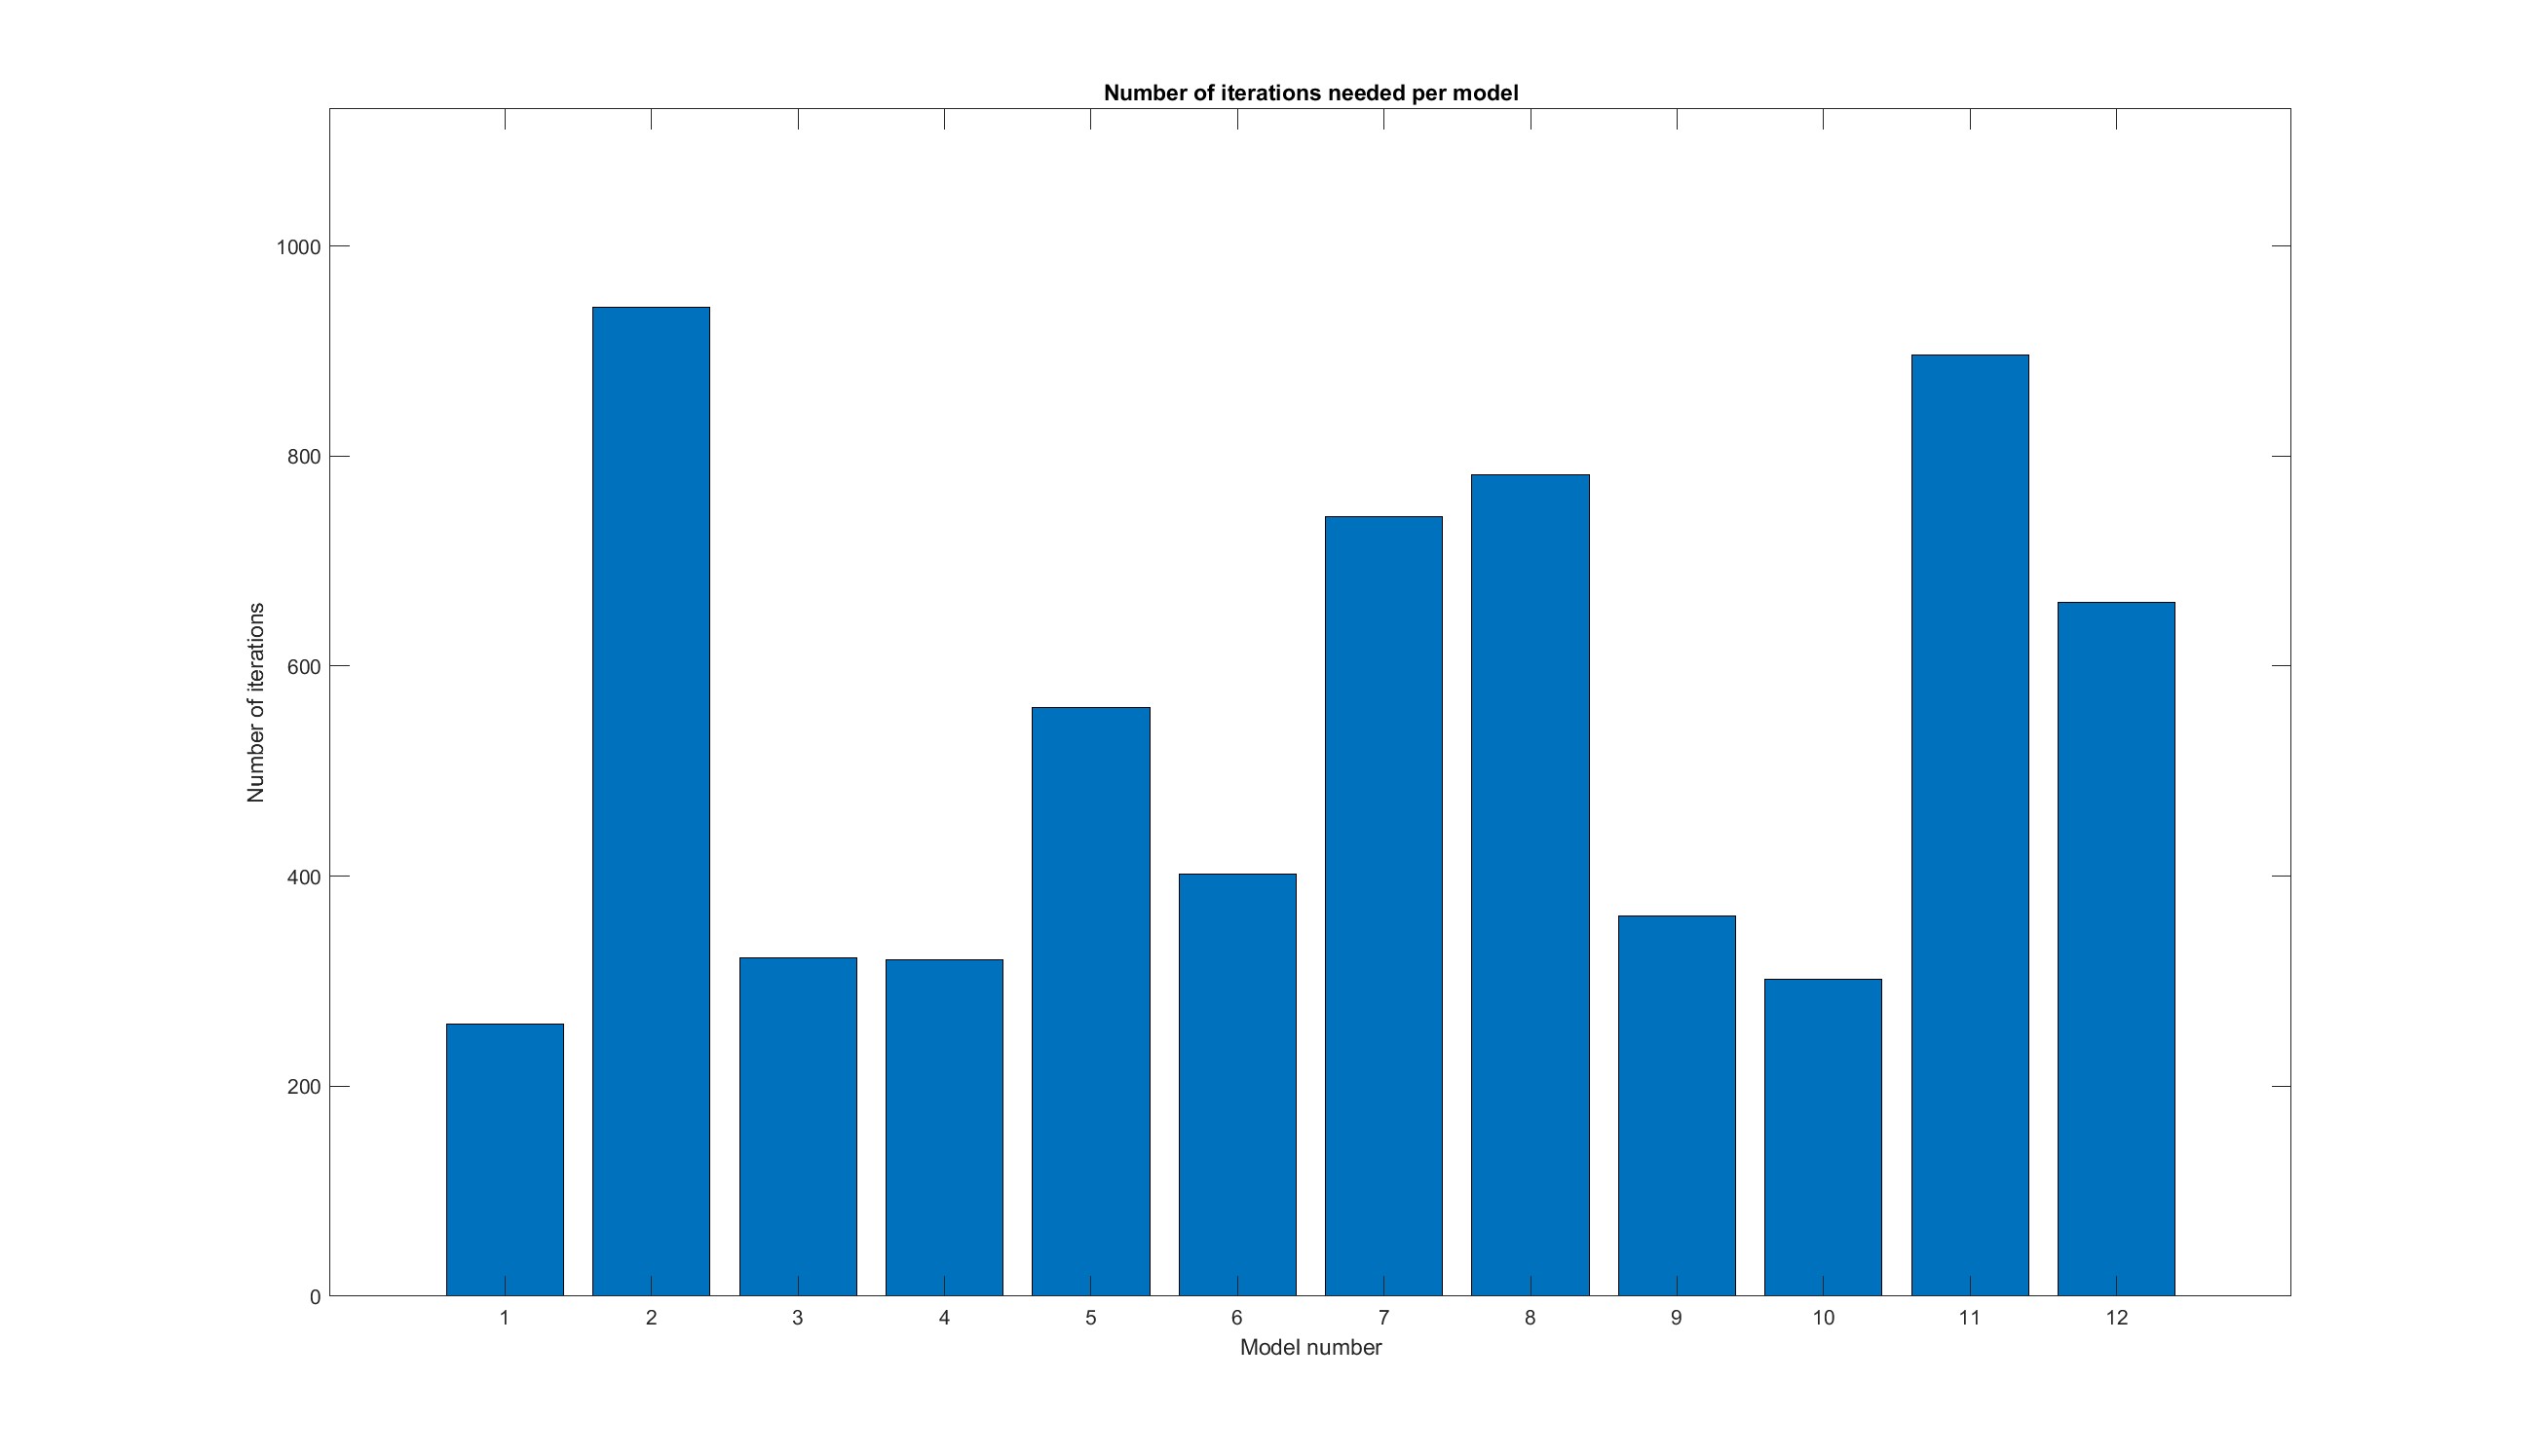 Number of iterations needed per model
1000
800
600
400
200
0
Number of iterations
1 2 3 4 5 6 7 8 9 10 11 12
Model number